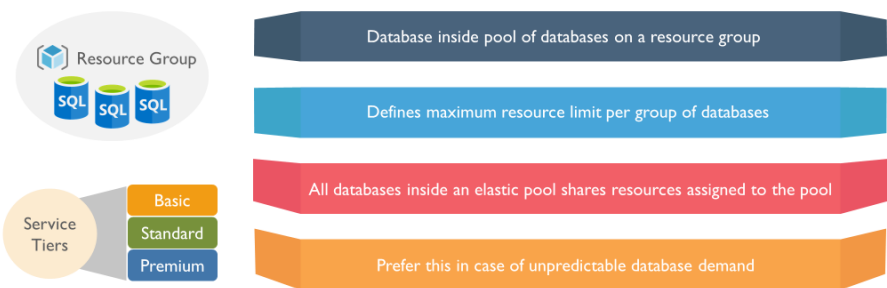 Resource Group
SQL
SQL
SQL
Service
Tiers
Basic
Standard
Premium
Database inside pool of databases on a resource group
Defines maximum resource limit per group of databases
All databases inside an elastic pool shares resources assigned to the pool
Prefer this in case of unpredictable database demand